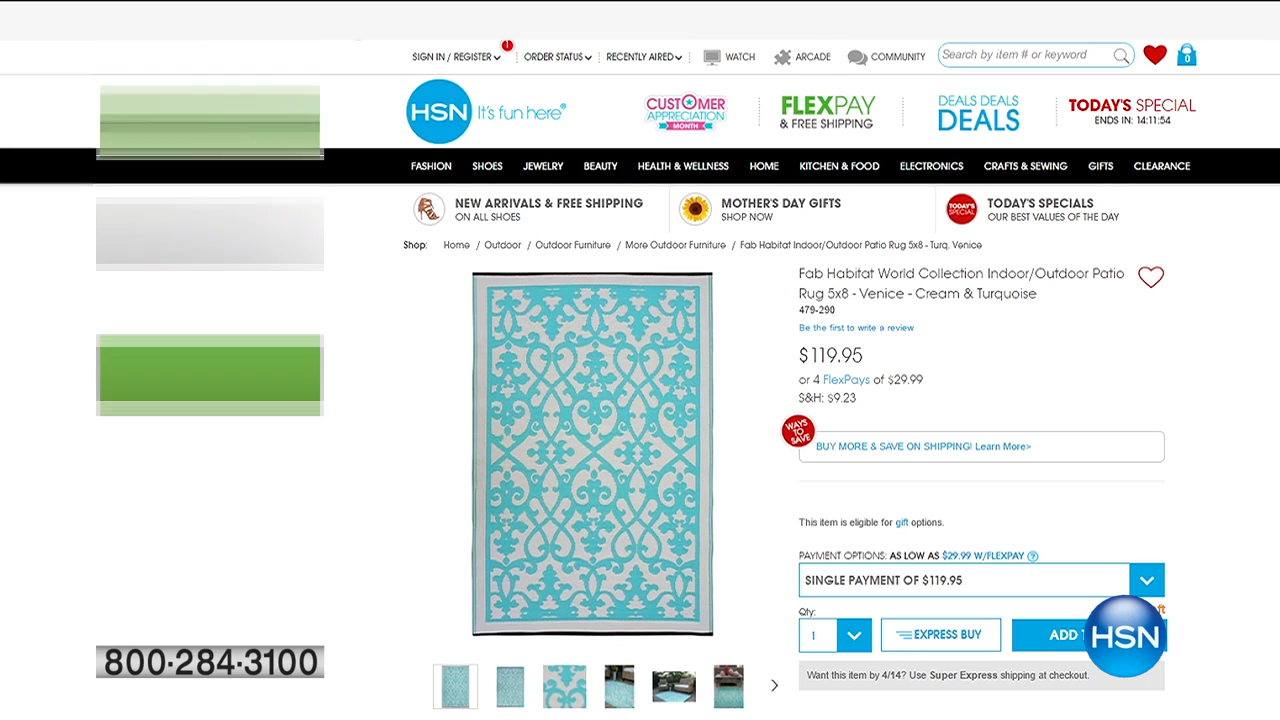 SIGN IN / REGISTER
1
ORDER STATUS
RECENTLY AIRED
WATCH
ARCADE
COMMUNITY
Search by item # or keyword
0
HSN It's fun here®
CUSTOMER
APPRECIATION
MONTH
FLEXPAY
& FREE SHIPPING
DEALS DEALS
DEALS
TODAY'S SPECIAL
ENDS IN: 14:11:54
FASHION SHOES JEWELRY BEAUTY HEALTH & WELLNESS HOME KITCHEN & FOOD ELECTRONICS CRAFTS & SEWING GIFTS CLEARANCE
NEW ARRIVALS & FREE SHIPPING
ON ALL SHOES
MOTHER'S DAY GIFTS
SHOP NOW
TODAY'S
SPECIAL
TODAY'S SPECIALS
OUR BEST VALUES OF THE DAY
Shop: Home / Outdoor / Outdoor Furniture / More Outdoor Furniture / Fab Habitat Indoor/Outdoor Patio Rug 5x8 - Turq. Venice
Fab Habitat World Collection Indoor/Outdoor Patio
Rug 5x8 - Venice - Cream & Turquoise
479-290
Be the first to write a review
$119.95
or 4 FlexPays of $29.99
S&H: $9.23
WAYS
TO
SAVE
BUY MORE & SAVE ON SHIPPING! Learn More>
This item is eligible for gift options.
PAYMENT OPTIONS: AS LOW AS $29.99 W/FLEXPAY ?
SINGLE PAYMENT OF $119.95
Qty:
ft
1
EXPRESS BUY
ADD
HSN
Want this item by 4/14? Use Super Express shipping at checkout.
800·284·3100